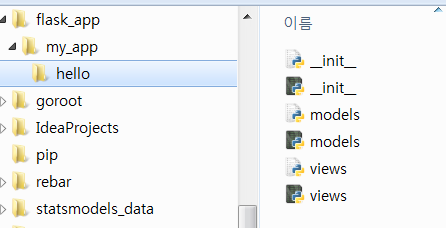 flask_app
my_app
hello
goroot
IdeaProjects
pip
rebar
statsmodels_data
이름
__init__
__init__
models
models
views
views